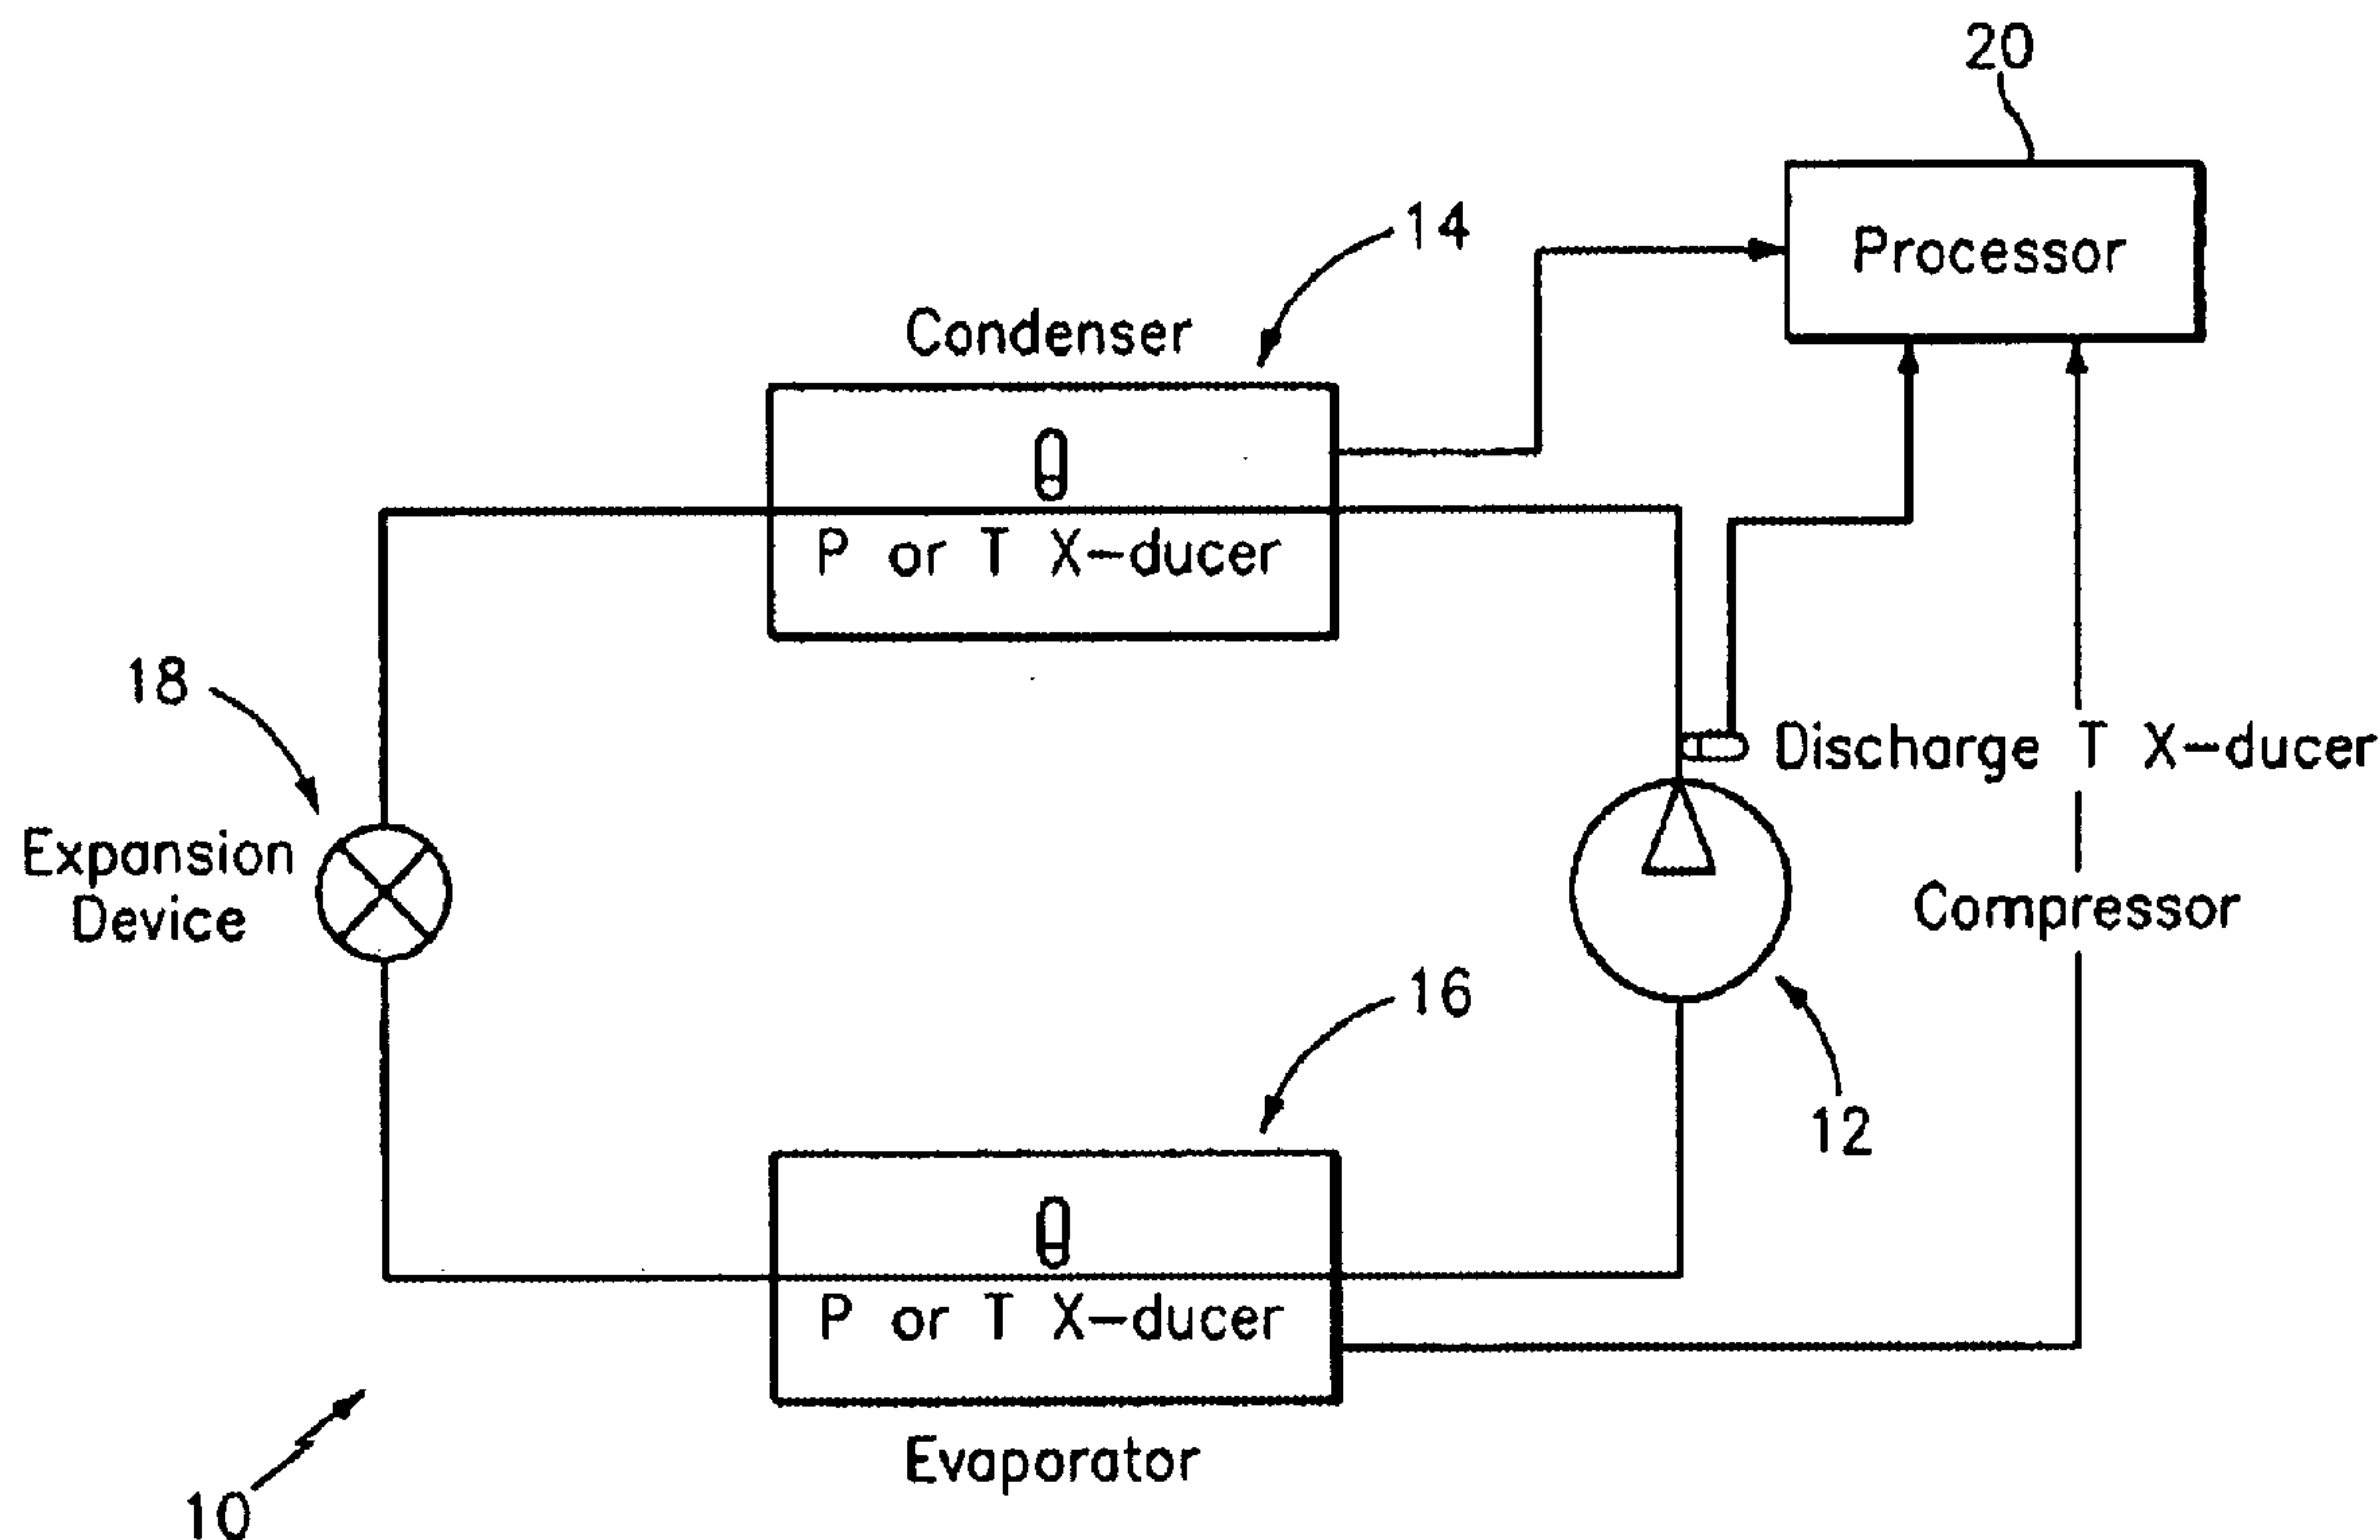 20
Processor
14
Condenser
P or T X-ducer
18
Discharge T X-ducer
Expansion
Device
Compressor
16
12
P or T X-ducer
Evaporator
10